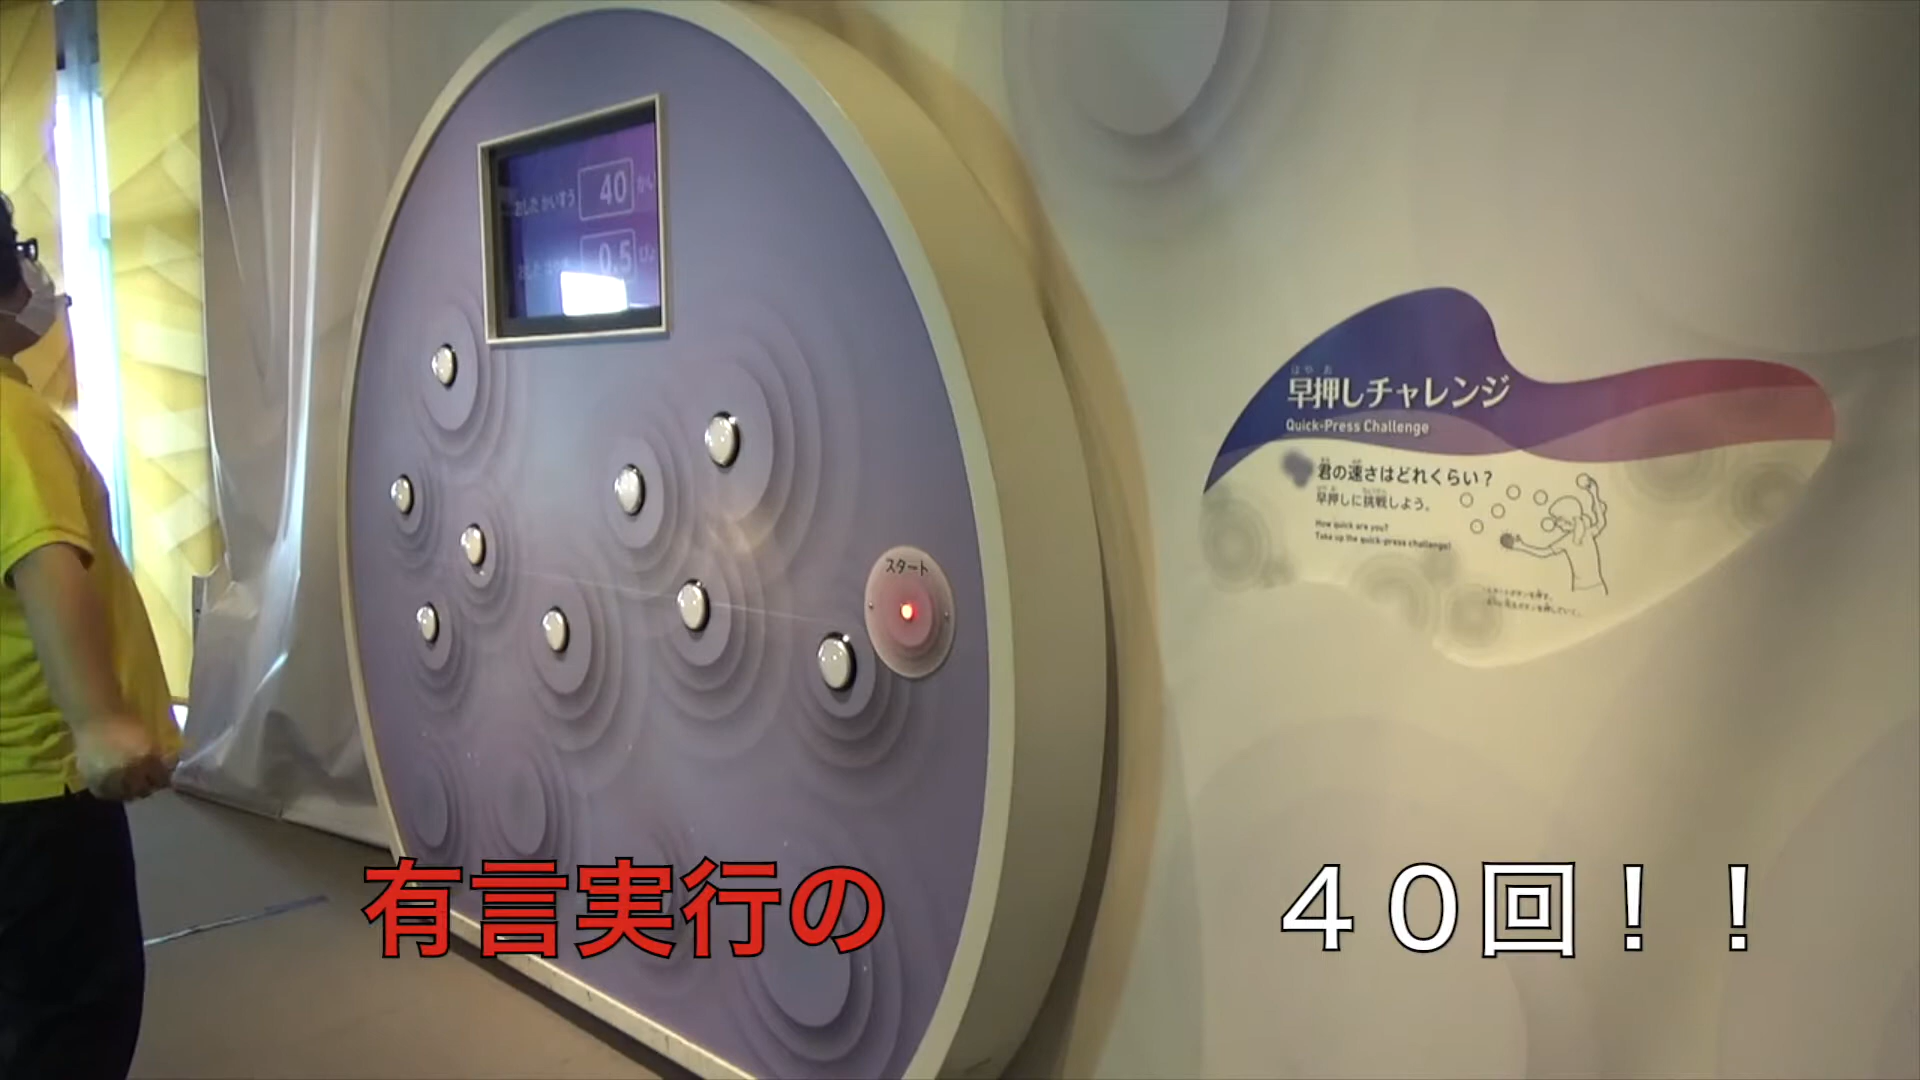 おした かいすう 40 かい
0.5 びょ
はやお
早押しチャレンジ
Quick-Press Challenge
君の速さはどれくらい?
早押しに挑戦しよう。
How quick are you?
Take up the quick-press challenge!
スタート
有言実行の ４０回！！